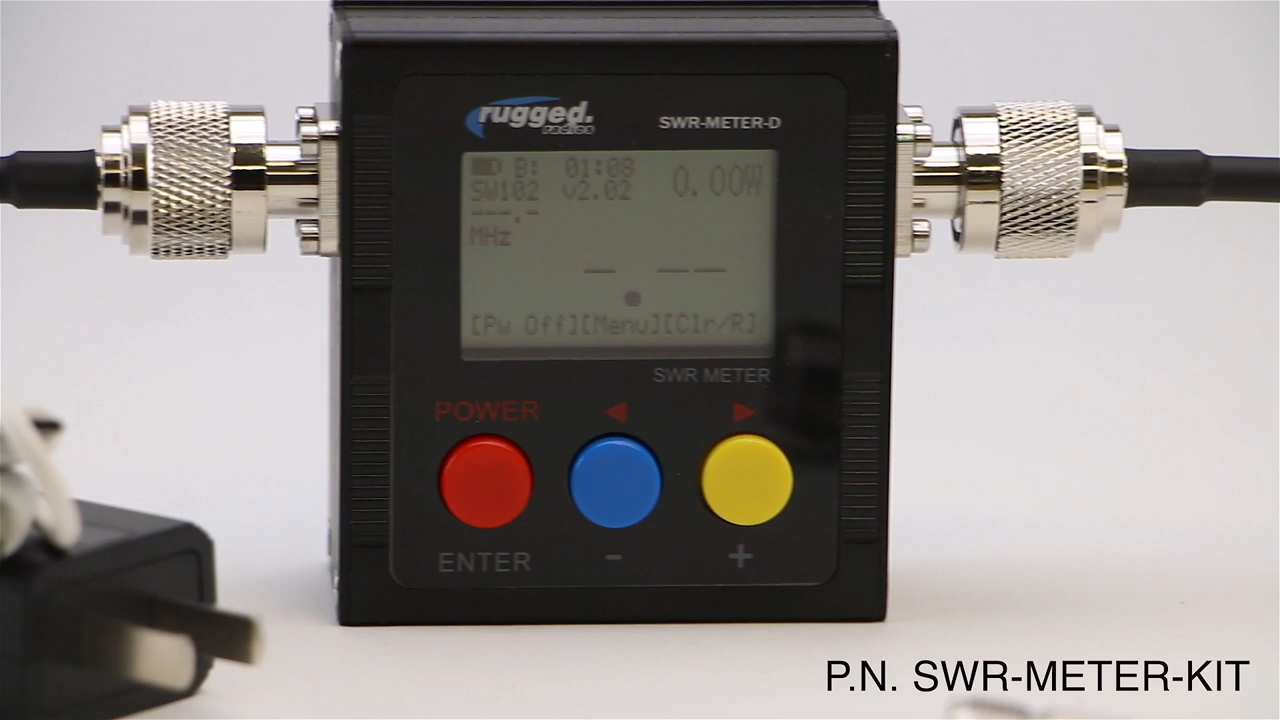 rugged.
radios
SWR-METER-D
B: 01:08
0.00W
SW102 v2.02
---.-
MHz
- --
[Pw Off][Menu][Clr/R]
SWR METER
POWER ◀ ▶
ENTER - +
P.N. SWR-METER-KIT